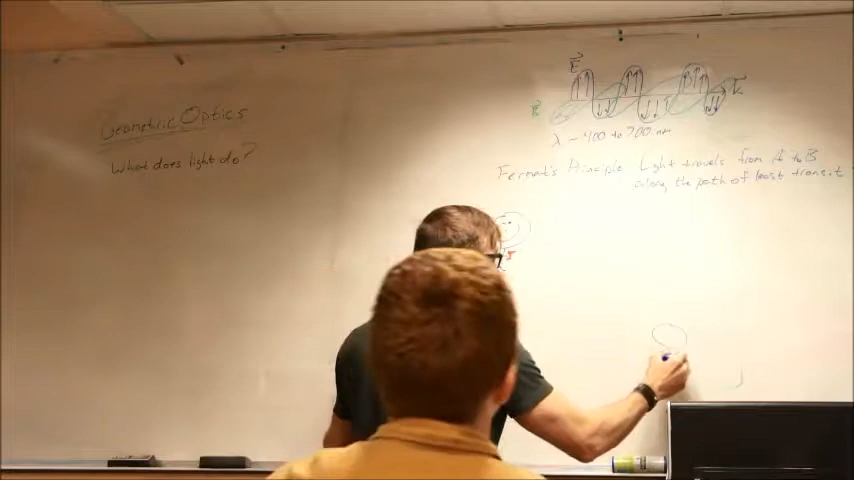 Geometric Optics
What does light do?
E
k
λ ~ 400 to 700 nm
Fermat's Principle Light travels from A to B
along the path of least transit